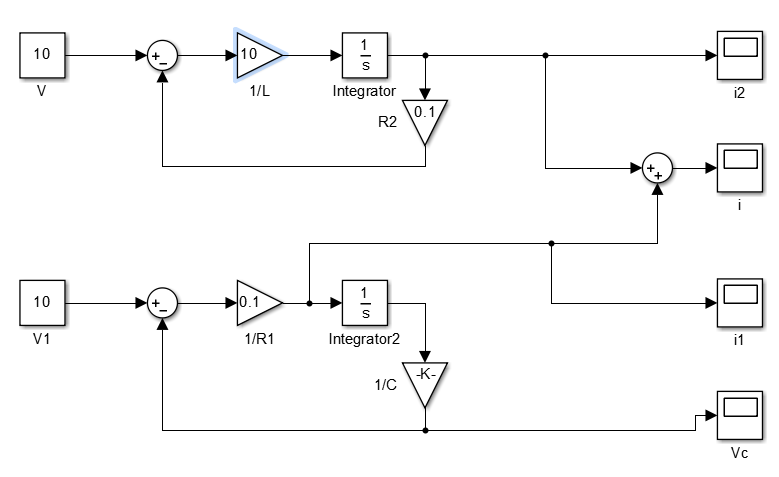 10
V
+
−
10
1/L
1
s
Integrator
0.1
R2
i2
+
+
i
10
V1
+
−
0.1
1/R1
1
s
Integrator2
-K-
1/C
i1
Vc